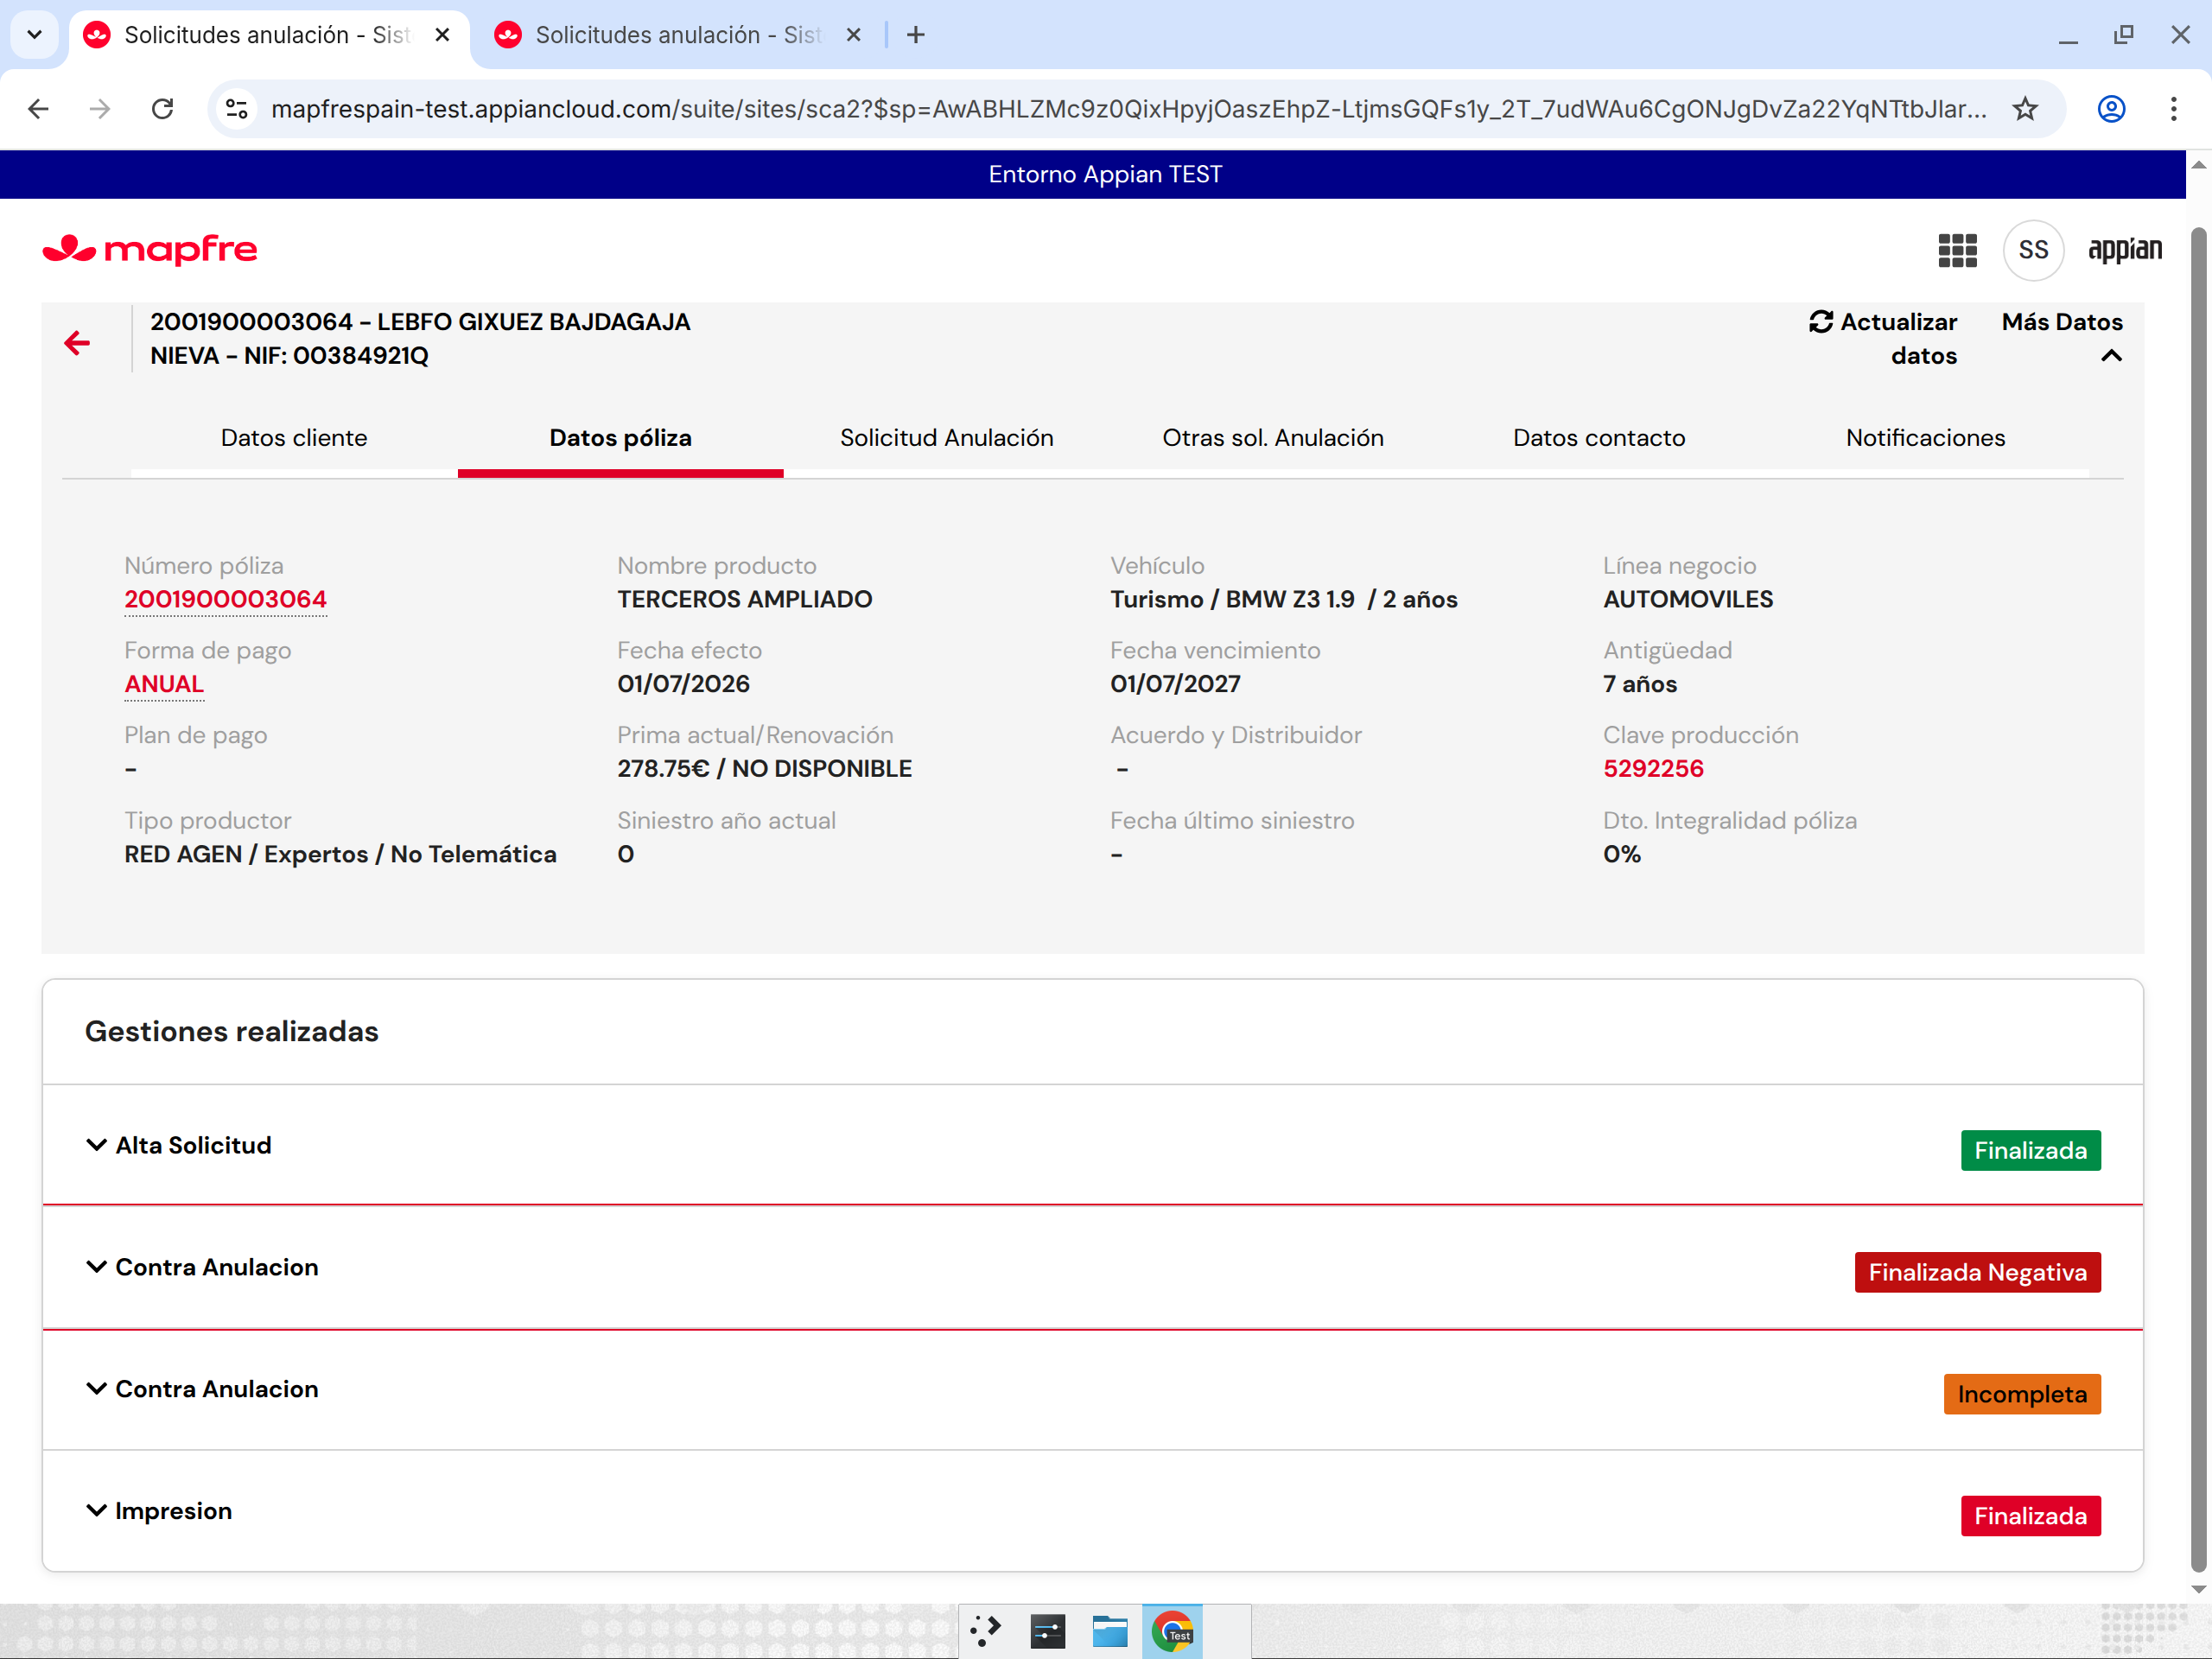 Solicitudes anulación - Sist
Solicitudes anulación - Sist
mapfrespain-test.appiancloud.com/suite/sites/sca2?$sp=AwABHLZMc9z0QixHpyjOaszEhpZ-LtjmsGQFs1y_2T_7udWAu6CgONJgDvZa22YqNTtbJlar...
Entorno Appian TEST
mapfre
SS
appian
2001900003064 - LEBFO GIXUEZ BAJDAGAJA
NIEVA - NIF: 00384921Q
Actualizar
datos
Más Datos
Datos cliente
Datos póliza
Solicitud Anulación
Otras sol. Anulación
Datos contacto
Notificaciones
Número póliza
2001900003064
Nombre producto
TERCEROS AMPLIADO
Vehículo
Turismo / BMW Z3 1.9 / 2 años
Línea negocio
AUTOMOVILES
Forma de pago
ANUAL
Fecha efecto
01/07/2026
Fecha vencimiento
01/07/2027
Antigüedad
7 años
Plan de pago
-
Prima actual/Renovación
278.75€ / NO DISPONIBLE
Acuerdo y Distribuidor
-
Clave producción
5292256
Tipo productor
RED AGEN / Expertos / No Telemática
Siniestro año actual
0
Fecha último siniestro
-
Dto. Integralidad póliza
0%
Gestiones realizadas
Alta Solicitud
Finalizada
Contra Anulacion
Finalizada Negativa
Contra Anulacion
Incompleta
Impresion
Finalizada
Test